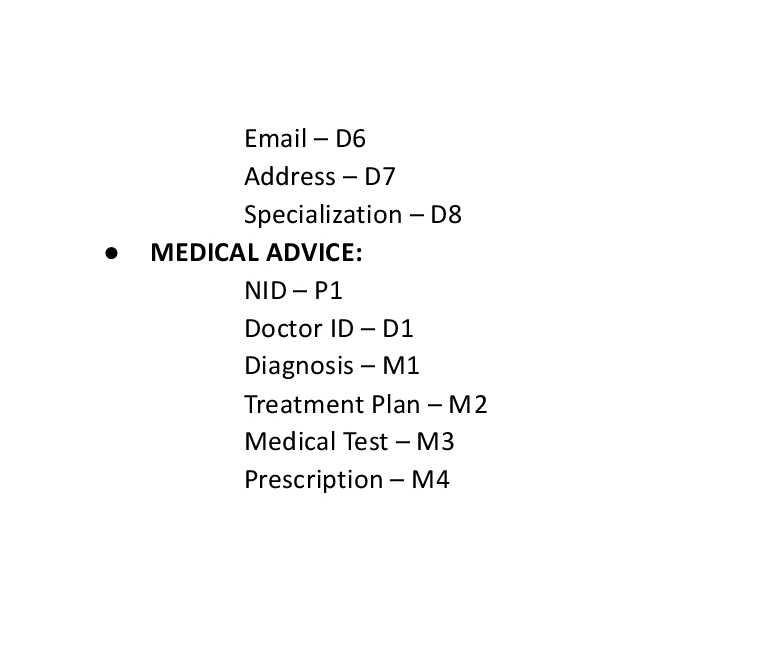 Email – D6
Address – D7
Specialization – D8
● MEDICAL ADVICE:
NID – P1
Doctor ID – D1
Diagnosis – M1
Treatment Plan – M2
Medical Test – M3
Prescription – M4